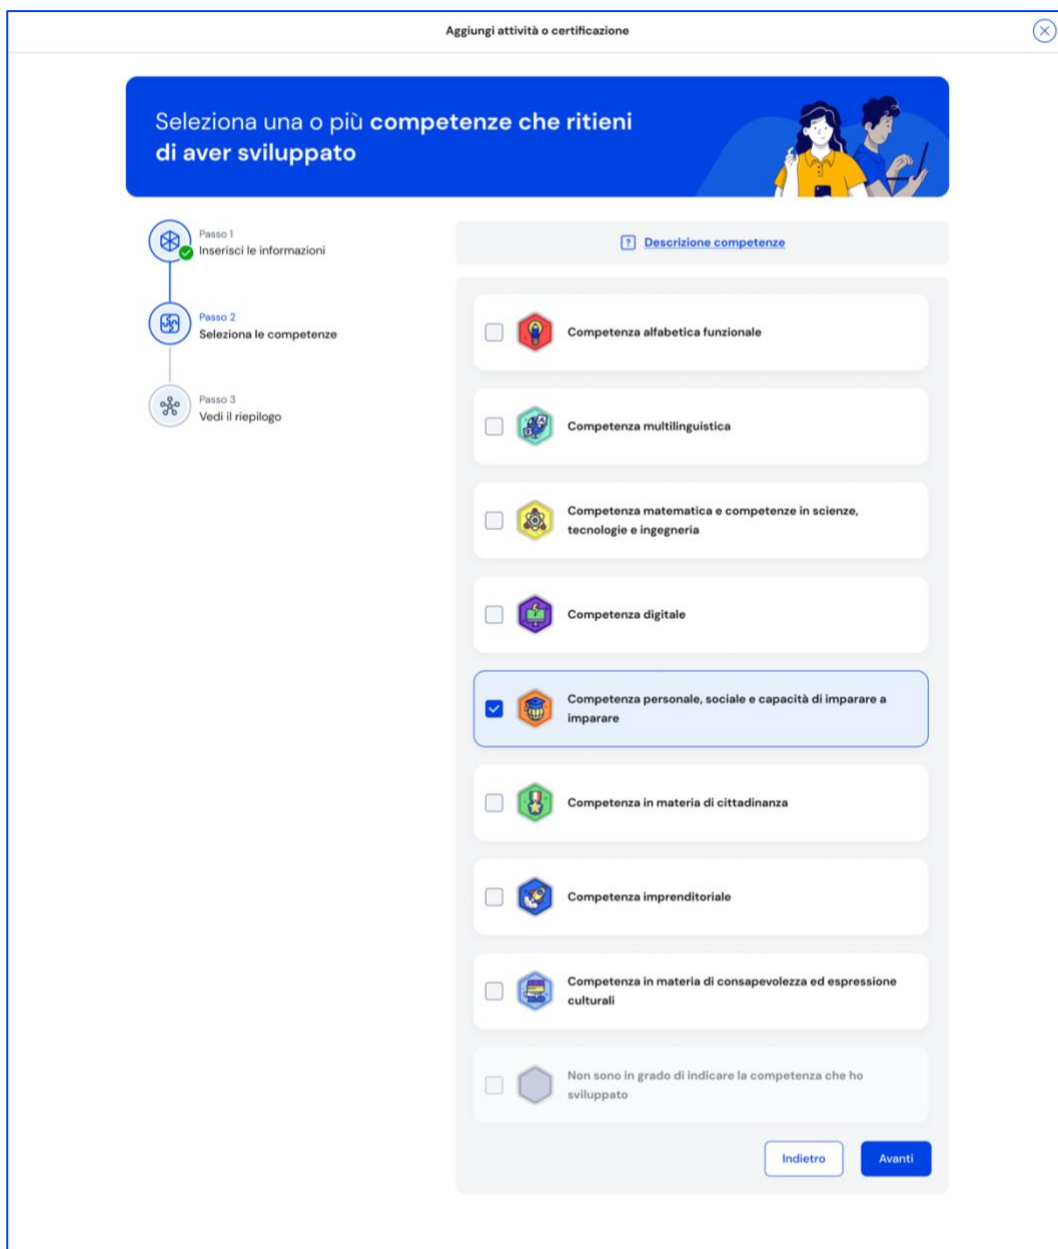 Aggiungi attività o certificazione
Seleziona una o più competenze che ritieni
di aver sviluppato
Passo 1
Inserisci le informazioni
Passo 2
Seleziona le competenze
Passo 3
Vedi il riepilogo
Descrizione competenze
Competenza alfabetica funzionale
Competenza multilinguistica
Competenza matematica e competenze in scienze,
tecnologie e ingegneria
Competenza digitale
Competenza personale, sociale e capacità di imparare a
imparare
Competenza in materia di cittadinanza
Competenza imprenditoriale
Competenza in materia di consapevolezza ed espressione
culturali
Non sono in grado di indicare la competenza che ho
sviluppato
Indietro
Avanti